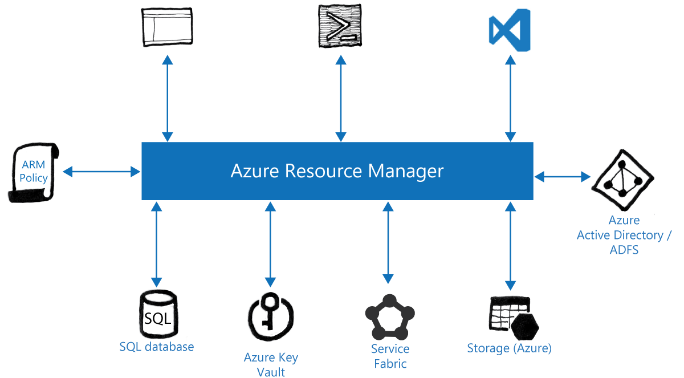 ARM
Policy
Azure Resource Manager
Azure
Active Directory /
ADFS
SQL
SQL database
Azure Key
Vault
Service
Fabric
Storage (Azure)